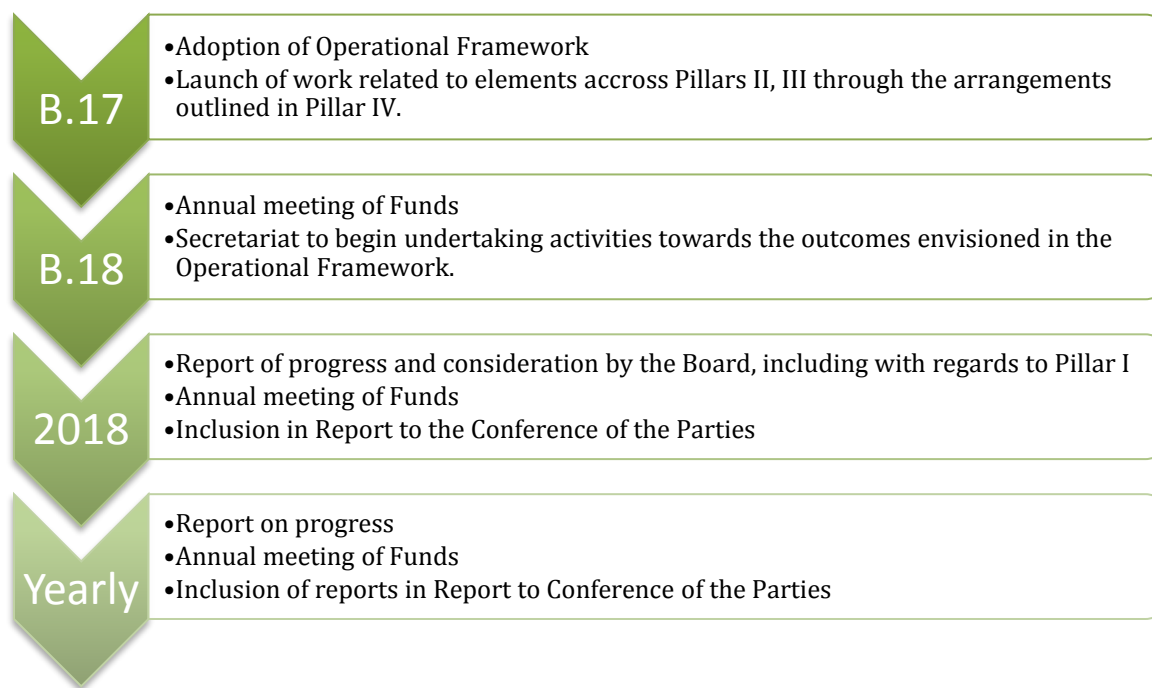 B.17
•Adoption of Operational Framework
•Launch of work related to elements accross Pillars II, III through the arrangements
outlined in Pillar IV.
B.18
•Annual meeting of Funds
•Secretariat to begin undertaking activities towards the outcomes envisioned in the
Operational Framework.
2018
•Report of progress and consideration by the Board, including with regards to Pillar I
•Annual meeting of Funds
•Inclusion in Report to the Conference of the Parties
Yearly
•Report on progress
•Annual meeting of Funds
•Inclusion of reports in Report to Conference of the Parties